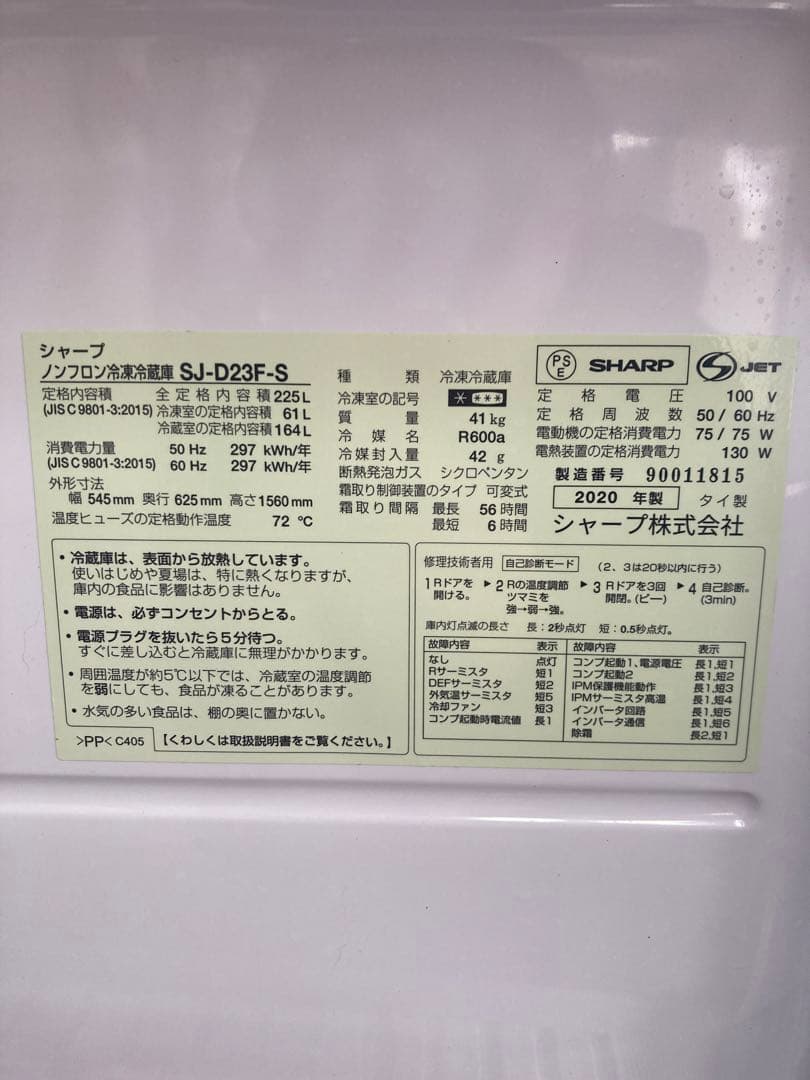 シャープ
ノンフロン冷凍冷蔵庫 SJ-D23F-S
定格内容積 全定格内容積 225L
(JIS C 9801-3:2015) 冷凍室の定格内容積 61L
冷蔵室の定格内容積 164L
消費電力量 50 Hz 297 kWh/年
(JIS C 9801-3:2015) 60 Hz 297 kWh/年
外形寸法
幅 545mm 奥行 625mm 高さ1560mm
温度ヒューズの定格動作温度 72 ℃
種類 冷凍冷蔵庫
冷凍室の記号 * ***
質量 41kg
冷媒名 R600a
冷媒封入量 42 g
断熱発泡ガス シクロペンタン
霜取り制御装置のタイプ 可変式
霜取り間隔 最長 56時間
最短 6時間
PSE SHARP S JET
定格電圧 100 V
定格周波数 50/60 Hz
電動機の定格消費電力 75/75 W
電熱装置の定格消費電力 130 W
製造番号 90011815
2020 年製 タイ製
シャープ株式会社
・冷蔵庫は、表面から放熱しています。
使いはじめや夏場は、特に熱くなりますが、
庫内の食品に影響はありません。
・電源は、必ずコンセントからとる。
・電源プラグを抜いたら5分待つ。
すぐに差し込むと冷蔵庫に無理がかかります。
・周囲温度が約5℃以下では、冷蔵室の温度調節
を弱にしても、食品が凍ることがあります。
・水気の多い食品は、棚の奥に置かない。
>PP< C405 【くわしくは取扱説明書をご覧ください。】
修理技術者用 自己診断モード (2、3は20秒以内に行う)
1 Rドアを開ける。 ▶ 2 Rの温度調節ツマミを強→弱→強。 ▶ 3 Rドアを3回開閉。(ピー) ▶ 4 自己診断。(3min)
庫内灯点滅の長さ 長:2秒点灯 短:0.5秒点灯。
故障内容 表示
なし 点灯
Rサーミスタ 短1
DEFサーミスタ 短2
外気温サーミスタ 短5
冷却ファン 短3
コンプ起動時電流値 長1
故障内容 表示
コンプ起動1、電源電圧 長1,短1
コンプ起動2 長1,短2
IPM保護機能動作 長1,短3
IPMサーミスタ高温 長1,短4
インバータ回路 長1,短5
インバータ通信 長1,短6
除霜 長2,短1